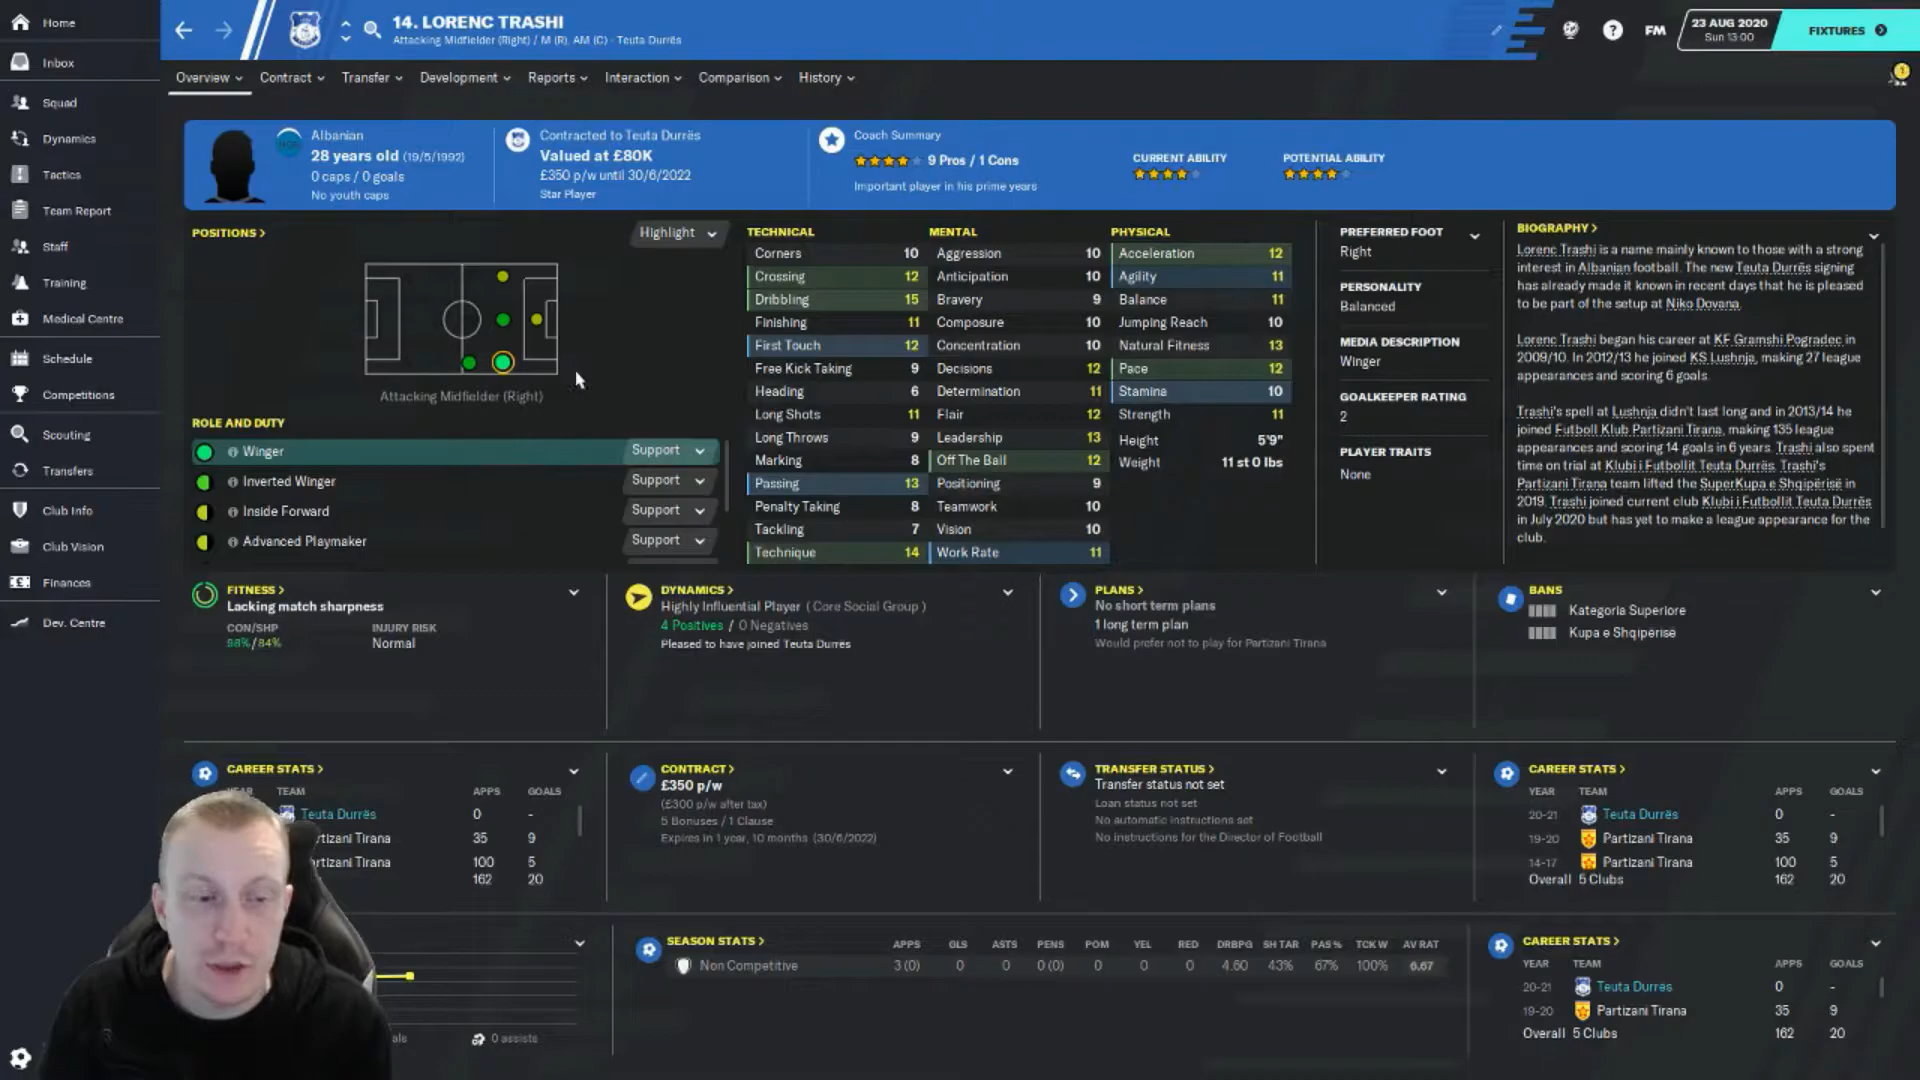 Home
Inbox
Squad
Dynamics
Tactics
Team Report
Staff
Training
Medical Centre
Schedule
Competitions
Scouting
Transfers
Club Info
Club Vision
Finances
Dev. Centre
14. LORENC TRASHI
Attacking Midfielder (Right) / M (R), AM (C) - Teuta Durrës
FM
23 AUG 2020
Sun 13:00
FIXTURES
Overview Contract Transfer Development Reports Interaction Comparison History
1
Albanian
28 years old (19/5/1992)
0 caps / 0 goals
No youth caps
Contracted to Teuta Durrës
Valued at £80K
£350 p/w until 30/6/2022
Star Player
Coach Summary
9 Pros / 1 Cons
Important player in his prime years
CURRENT ABILITY
POTENTIAL ABILITY
POSITIONS >
Highlight
Attacking Midfielder (Right)
ROLE AND DUTY
Winger Support
Inverted Winger Support
Inside Forward Support
Advanced Playmaker Support
TECHNICAL
Corners 10
Crossing 12
Dribbling 15
Finishing 11
First Touch 12
Free Kick Taking 9
Heading 6
Long Shots 11
Long Throws 9
Marking 8
Passing 13
Penalty Taking 8
Tackling 7
Technique 14
MENTAL
Aggression 10
Anticipation 10
Bravery 9
Composure 10
Concentration 10
Decisions 12
Determination 11
Flair 12
Leadership 13
Off The Ball 12
Positioning 9
Teamwork 10
Vision 10
Work Rate 11
PHYSICAL
Acceleration 12
Agility 11
Balance 11
Jumping Reach 10
Natural Fitness 13
Pace 12
Stamina 10
Strength 11
Height 5'9"
Weight 11 st 0 lbs
PREFERRED FOOT
Right
PERSONALITY
Balanced
MEDIA DESCRIPTION
Winger
GOALKEEPER RATING
2
PLAYER TRAITS
None
BIOGRAPHY >
Lorenc Trashi is a name mainly known to those with a strong
interest in Albanian football. The new Teuta Durrës signing
has already made it known in recent days that he is pleased
to be part of the setup at Niko Dovana.
Lorenc Trashi began his career at KF Gramshi Pogradec in
2009/10. In 2012/13 he joined KS Lushnja, making 27 league
appearances and scoring 6 goals.
Trashi's spell at Lushnja didn't last long and in 2013/14 he
joined Futboll Klub Partizani Tirana, making 135 league
appearances and scoring 14 goals in 6 years. Trashi also spent
time on trial at Klubi i Futbollit Teuta Durrës. Trashi's
Partizani Tirana team lifted the SuperKupa e Shqipërisë in
2019. Trashi joined current club Klubi i Futbollit Teuta Durrës
in July 2020 but has yet to make a league appearance for the
club.
FITNESS >
Lacking match sharpness
CON/SHP INJURY RISK
98%/84% Normal
DYNAMICS >
Highly Influential Player ( Core Social Group )
4 Positives / 0 Negatives
Pleased to have joined Teuta Durrës
PLANS >
No short term plans
1 long term plan
Would prefer not to play for Partizani Tirana
BANS
Kategoria Superiore
Kupa e Shqipërisë
CAREER STATS >
YEAR TEAM APPS GOALS
Teuta Durrës 0 -
rtizani Tirana 35 9
rtizani Tirana 100 5
162 20
CONTRACT >
£350 p/w
(£300 p/w after tax)
5 Bonuses / 1 Clause
Expires in 1 year, 10 months (30/6/2022)
TRANSFER STATUS >
Transfer status not set
Loan status not set
No automatic instructions set
No instructions for the Director of Football
CAREER STATS >
YEAR TEAM APPS GOALS
20-21 Teuta Durrës 0 -
19-20 Partizani Tirana 35 9
14-17 Partizani Tirana 100 5
Overall 5 Clubs 162 20
als 0 assists
SEASON STATS >
APPS GLS ASTS PENS POM YEL RED DRBPG SH TAR PAS % TCK W AV RAT
Non Competitive 3 (0) 0 0 0 (0) 0 0 0 4.60 43% 67% 100% 6.67
CAREER STATS >
YEAR TEAM APPS GOALS
20-21 Teuta Durrës 0 -
19-20 Partizani Tirana 35 9
Overall 5 Clubs 162 20